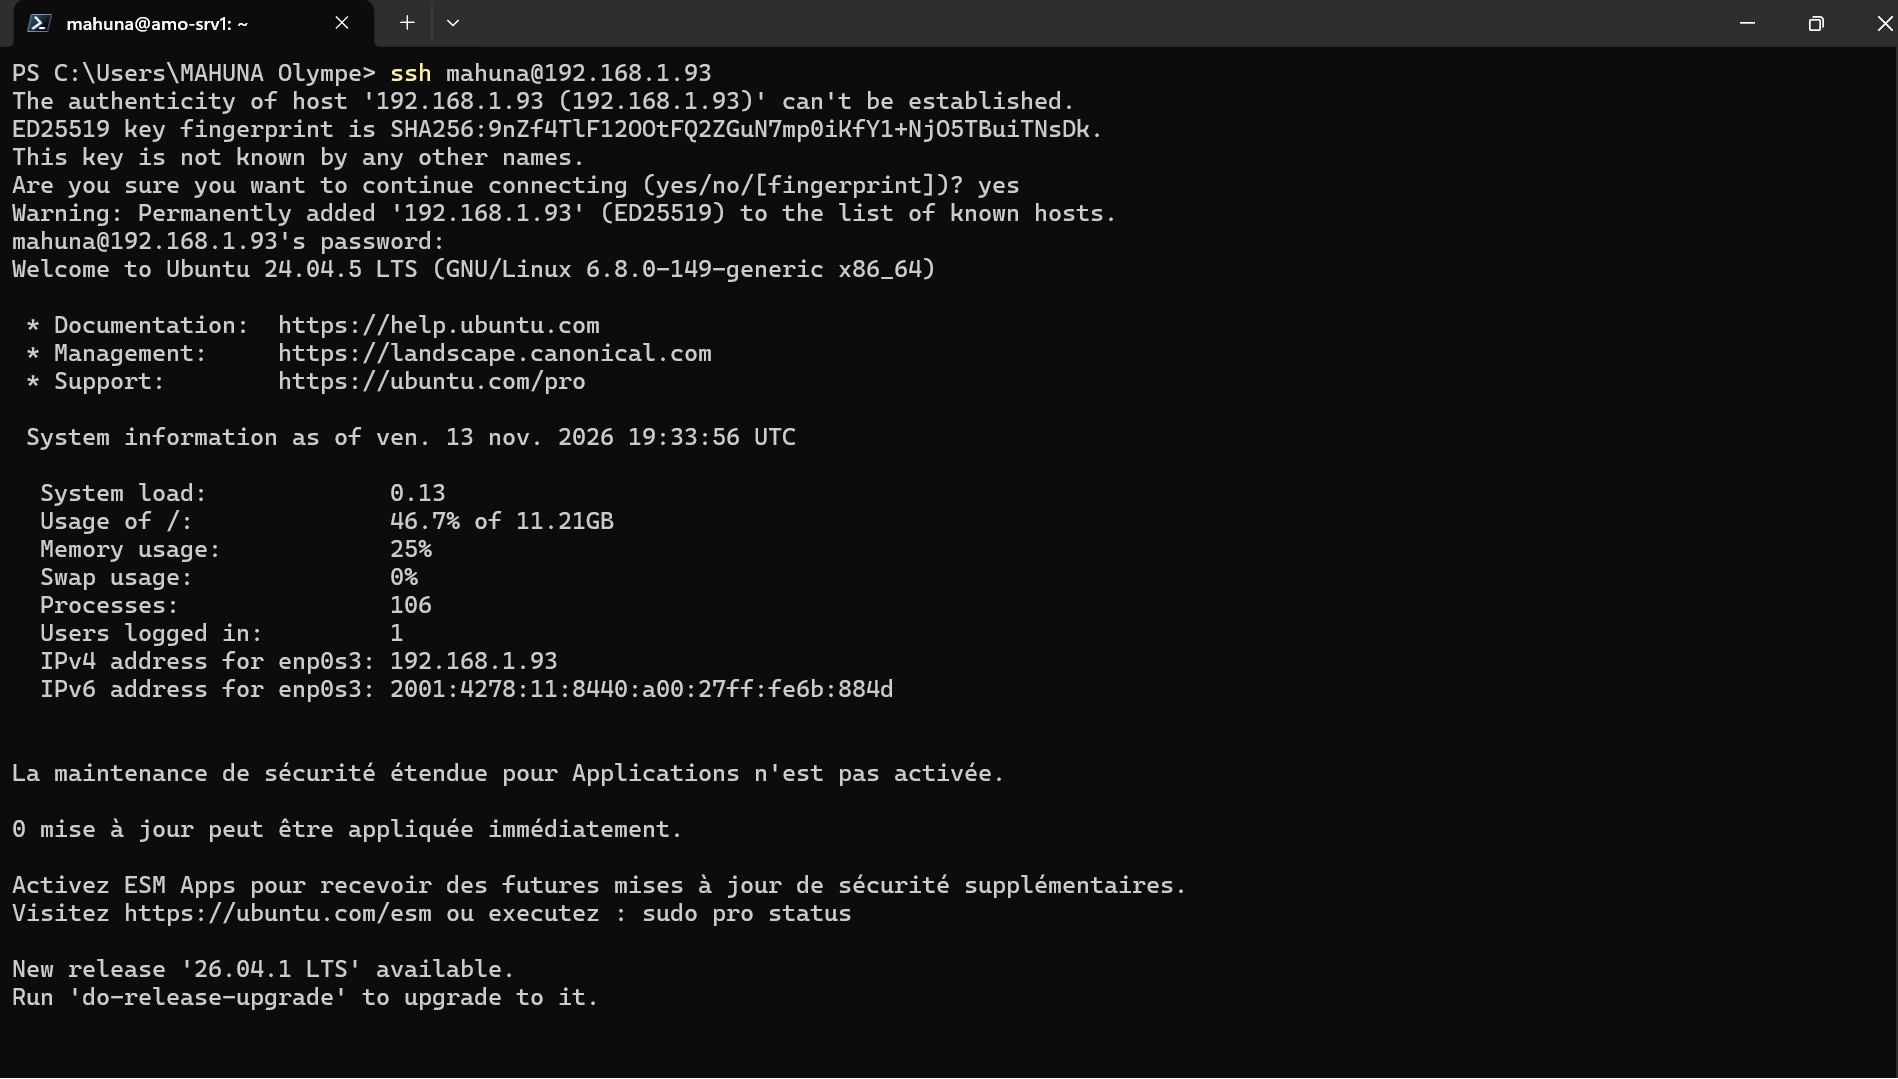 mahuna@amo-srv1: ~
PS C:\Users\MAHUNA Olympe> ssh mahuna@192.168.1.93
The authenticity of host '192.168.1.93 (192.168.1.93)' can't be established.
ED25519 key fingerprint is SHA256:9nZf4TlF12OOtFQ2ZGuN7mp0iKfY1+NjO5TBuiTNsDk.
This key is not known by any other names.
Are you sure you want to continue connecting (yes/no/[fingerprint])? yes
Warning: Permanently added '192.168.1.93' (ED25519) to the list of known hosts.
mahuna@192.168.1.93's password:
Welcome to Ubuntu 24.04.5 LTS (GNU/Linux 6.8.0-149-generic x86_64)
* Documentation:  https://help.ubuntu.com
* Management:     https://landscape.canonical.com
* Support:        https://ubuntu.com/pro
System information as of ven. 13 nov. 2026 19:33:56 UTC
System load:             0.13
Usage of /:              46.7% of 11.21GB
Memory usage:            25%
Swap usage:              0%
Processes:               106
Users logged in:         1
IPv4 address for enp0s3: 192.168.1.93
IPv6 address for enp0s3: 2001:4278:11:8440:a00:27ff:fe6b:884d
La maintenance de sécurité étendue pour Applications n'est pas activée.
0 mise à jour peut être appliquée immédiatement.
Activez ESM Apps pour recevoir des futures mises à jour de sécurité supplémentaires.
Visitez https://ubuntu.com/esm ou executez : sudo pro status
New release '26.04.1 LTS' available.
Run 'do-release-upgrade' to upgrade to it.